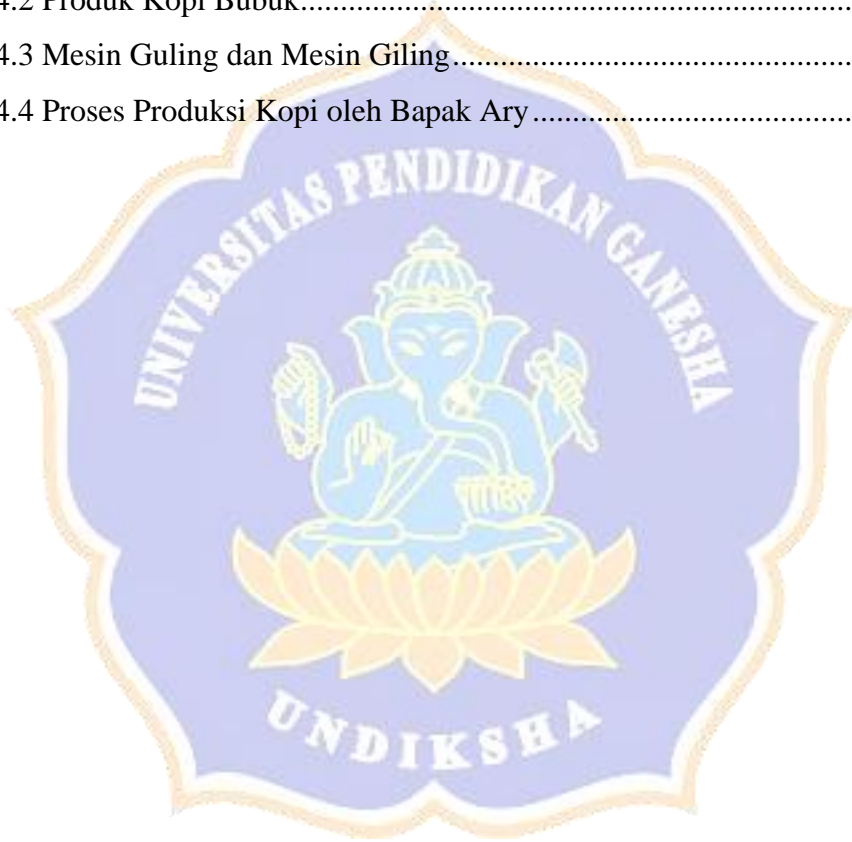 4.2 Produk Kopi Bubuk........................................................................
4.3 Mesin Guling dan Mesin Giling.....................................................
4.4 Proses Produksi Kopi oleh Bapak Ary...........................................
UNIVERSITAS PENDIDIKAN GANESHA
UNDIKSHA